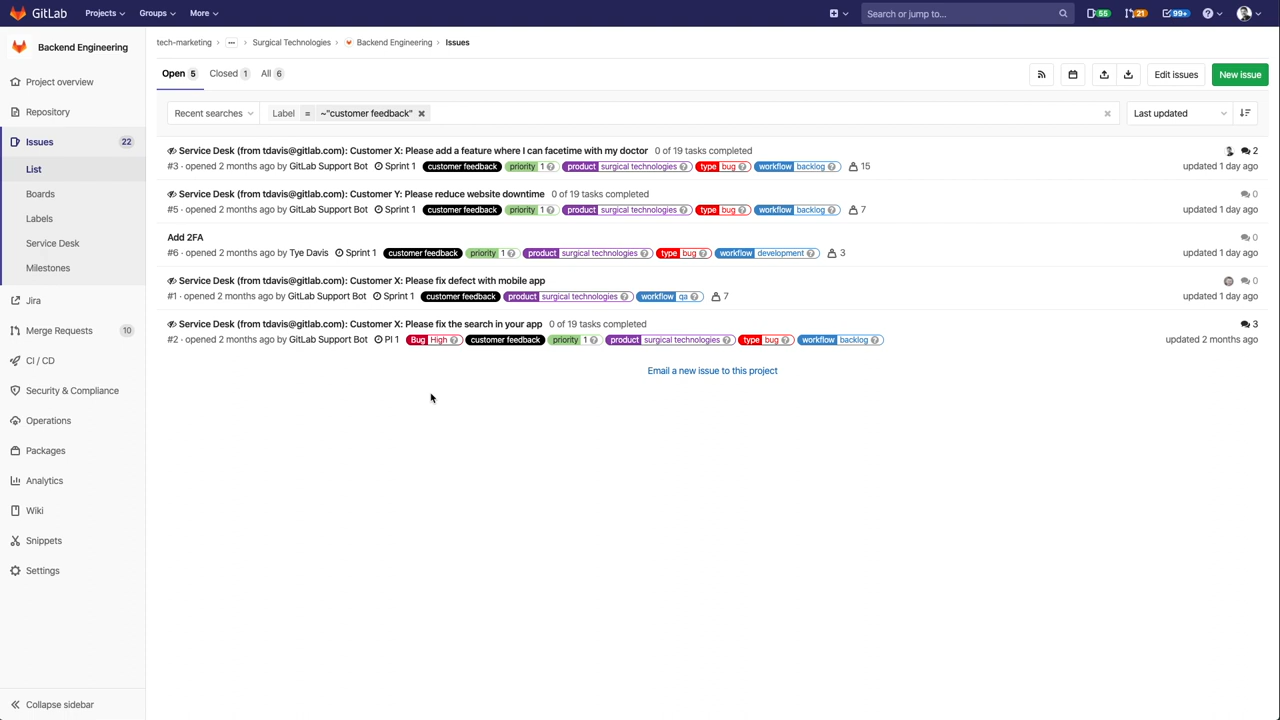 GitLab Projects Groups More Search or jump to... 55 21 99+
Backend Engineering
tech-marketing › ... › Surgical Technologies › Backend Engineering › Issues
Project overview
Repository
Issues 22
List
Boards
Labels
Service Desk
Milestones
Jira
Merge Requests 10
CI / CD
Security & Compliance
Operations
Packages
Analytics
Wiki
Snippets
Settings
Collapse sidebar
Open 5 Closed 1 All 6 Edit issues New issue
Recent searches Label = ~"customer feedback" Last updated
Service Desk (from tdavis@gitlab.com): Customer X: Please add a feature where I can facetime with my doctor 0 of 19 tasks completed 2
#3 · opened 2 months ago by GitLab Support Bot Sprint 1 customer feedback priority 1 product surgical technologies type bug workflow backlog 15 updated 1 day ago
Service Desk (from tdavis@gitlab.com): Customer Y: Please reduce website downtime 0 of 19 tasks completed 0
#5 · opened 2 months ago by GitLab Support Bot Sprint 1 customer feedback priority 1 product surgical technologies type bug workflow backlog 7 updated 1 day ago
Add 2FA 0
#6 · opened 2 months ago by Tye Davis Sprint 1 customer feedback priority 1 product surgical technologies type bug workflow development 3 updated 1 day ago
Service Desk (from tdavis@gitlab.com): Customer X: Please fix defect with mobile app 0
#1 · opened 2 months ago by GitLab Support Bot Sprint 1 customer feedback product surgical technologies workflow qa 7 updated 1 day ago
Service Desk (from tdavis@gitlab.com): Customer X: Please fix the search in your app 0 of 19 tasks completed 3
#2 · opened 2 months ago by GitLab Support Bot PI 1 Bug High customer feedback priority 1 product surgical technologies type bug workflow backlog updated 2 months ago
Email a new issue to this project